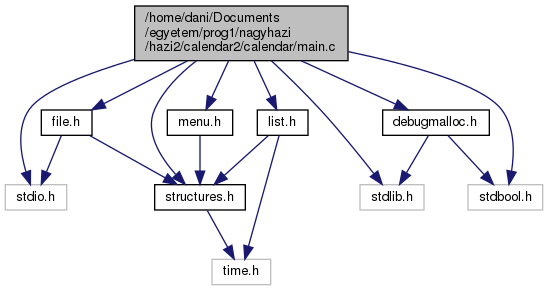 /home/dani/Documents
/egyetem/prog1/nagyhazi
/hazi2/calendar2/calendar/main.c
file.h
menu.h
list.h
debugmalloc.h
stdio.h
structures.h
stdlib.h
stdbool.h
time.h